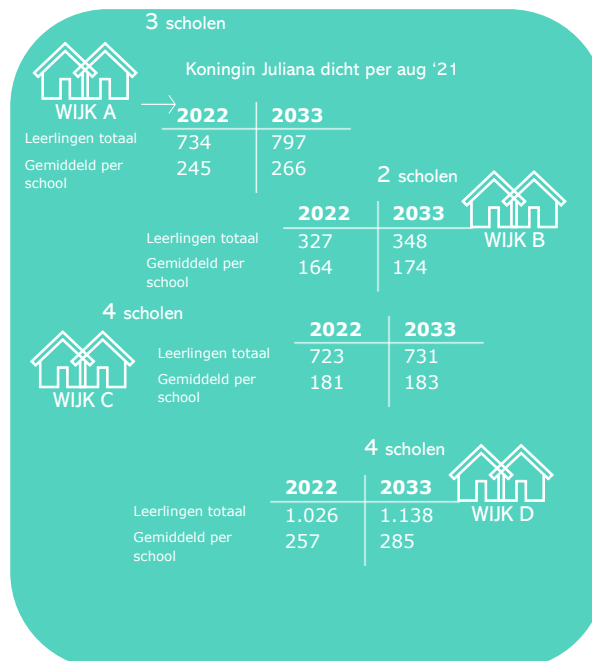 3 scholen
Koningin Juliana dicht per aug ‘21
WIJK A
2022 2033
Leerlingen totaal 734 797
Gemiddeld per school 245 266
2 scholen
WIJK B
2022 2033
Leerlingen totaal 327 348
Gemiddeld per school 164 174
4 scholen
WIJK C
2022 2033
Leerlingen totaal 723 731
Gemiddeld per school 181 183
4 scholen
WIJK D
2022 2033
Leerlingen totaal 1.026 1.138
Gemiddeld per school 257 285